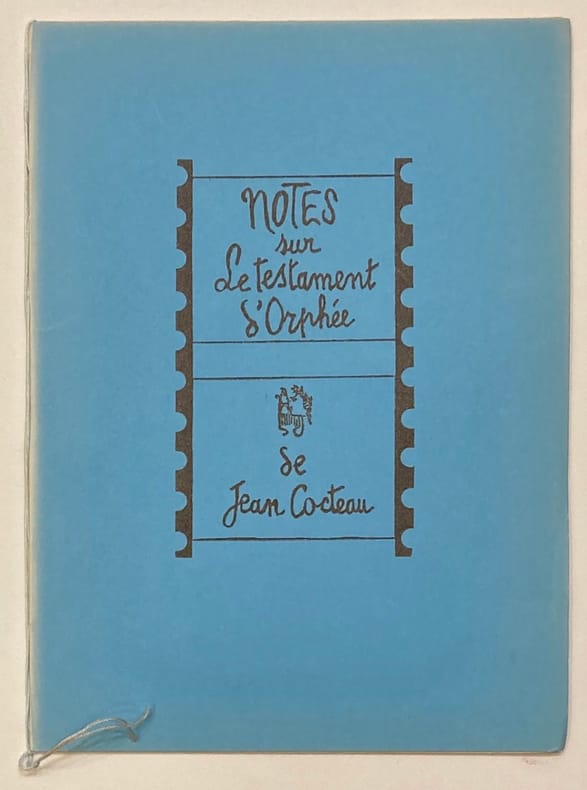 NOTES
sur
Le testament
d'Orphée
de
Jean Cocteau